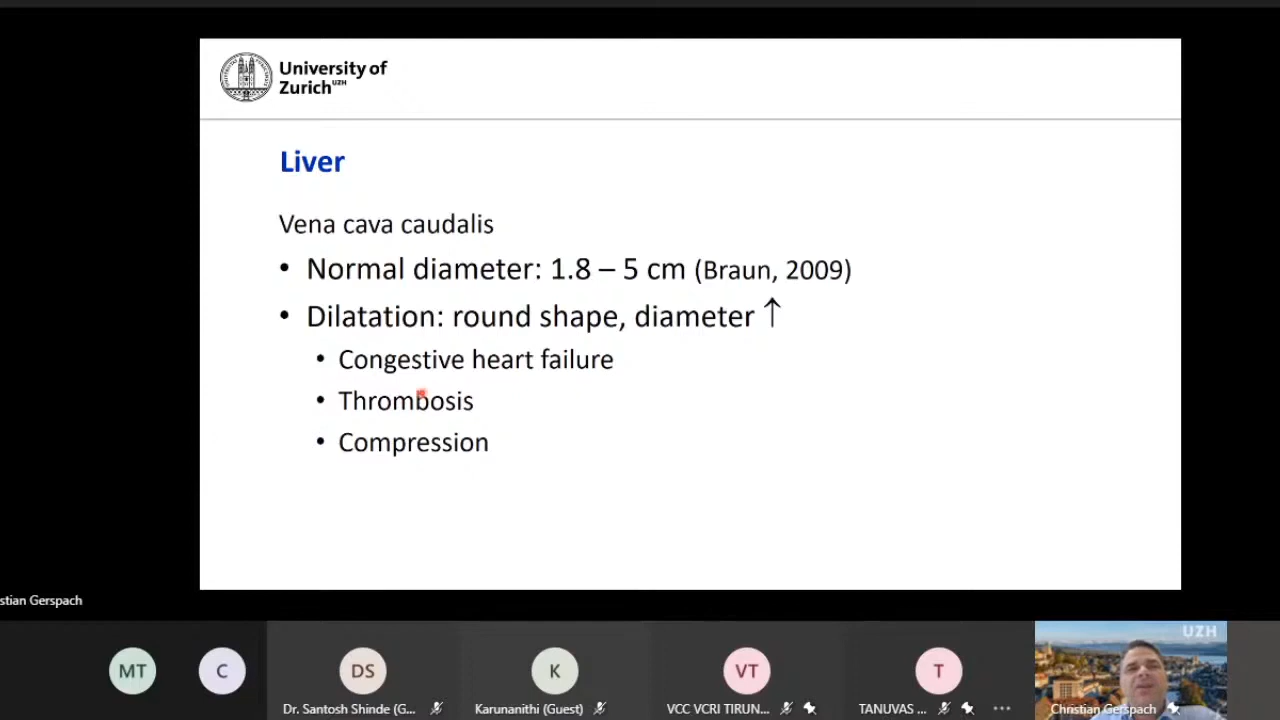 University of
Zurich UZH
Liver
Vena cava caudalis
• Normal diameter: 1.8 – 5 cm (Braun, 2009)
• Dilatation: round shape, diameter ↑
• Congestive heart failure
• Thrombosis
• Compression
stian Gerspach
MT
C
DS
K
VT
T
UZH
Dr. Santosh Shinde (G...
Karunanithi (Guest)
VCC VCRI TIRUN...
TANUVAS ...
Christian Gerspach